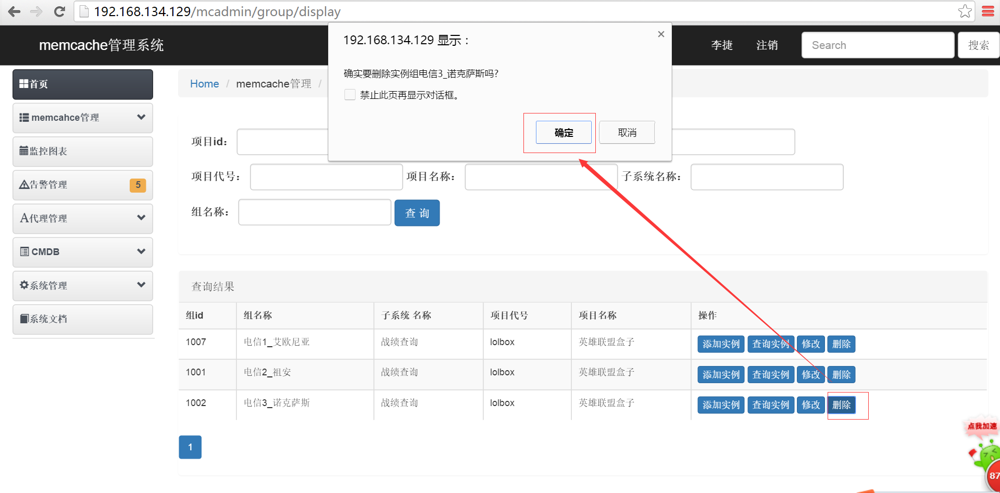 192.168.134.129/mcadmin/group/display
memcache管理系统
李捷
注销
Search
搜索
192.168.134.129 显示：
确实要删除实例组电信3_诺克萨斯吗?
禁止此页再显示对话框。
确定
取消
首页
memcahce管理
监控图表
告警管理
5
A代理管理
CMDB
系统管理
系统文档
Home / memcache管理 /
项目id：
项目代号：
项目名称：
子系统名称：
组名称：
查 询
查询结果
组id 组名称 子系统 名称 项目代号 项目名称 操作
1007 电信1_艾欧尼亚 战绩查询 lolbox 英雄联盟盒子 添加实例 查询实例 修改 删除
1001 电信2_祖安 战绩查询 lolbox 英雄联盟盒子 添加实例 查询实例 修改 删除
1002 电信3_诺克萨斯 战绩查询 lolbox 英雄联盟盒子 添加实例 查询实例 修改 删除
1
点我加速
87